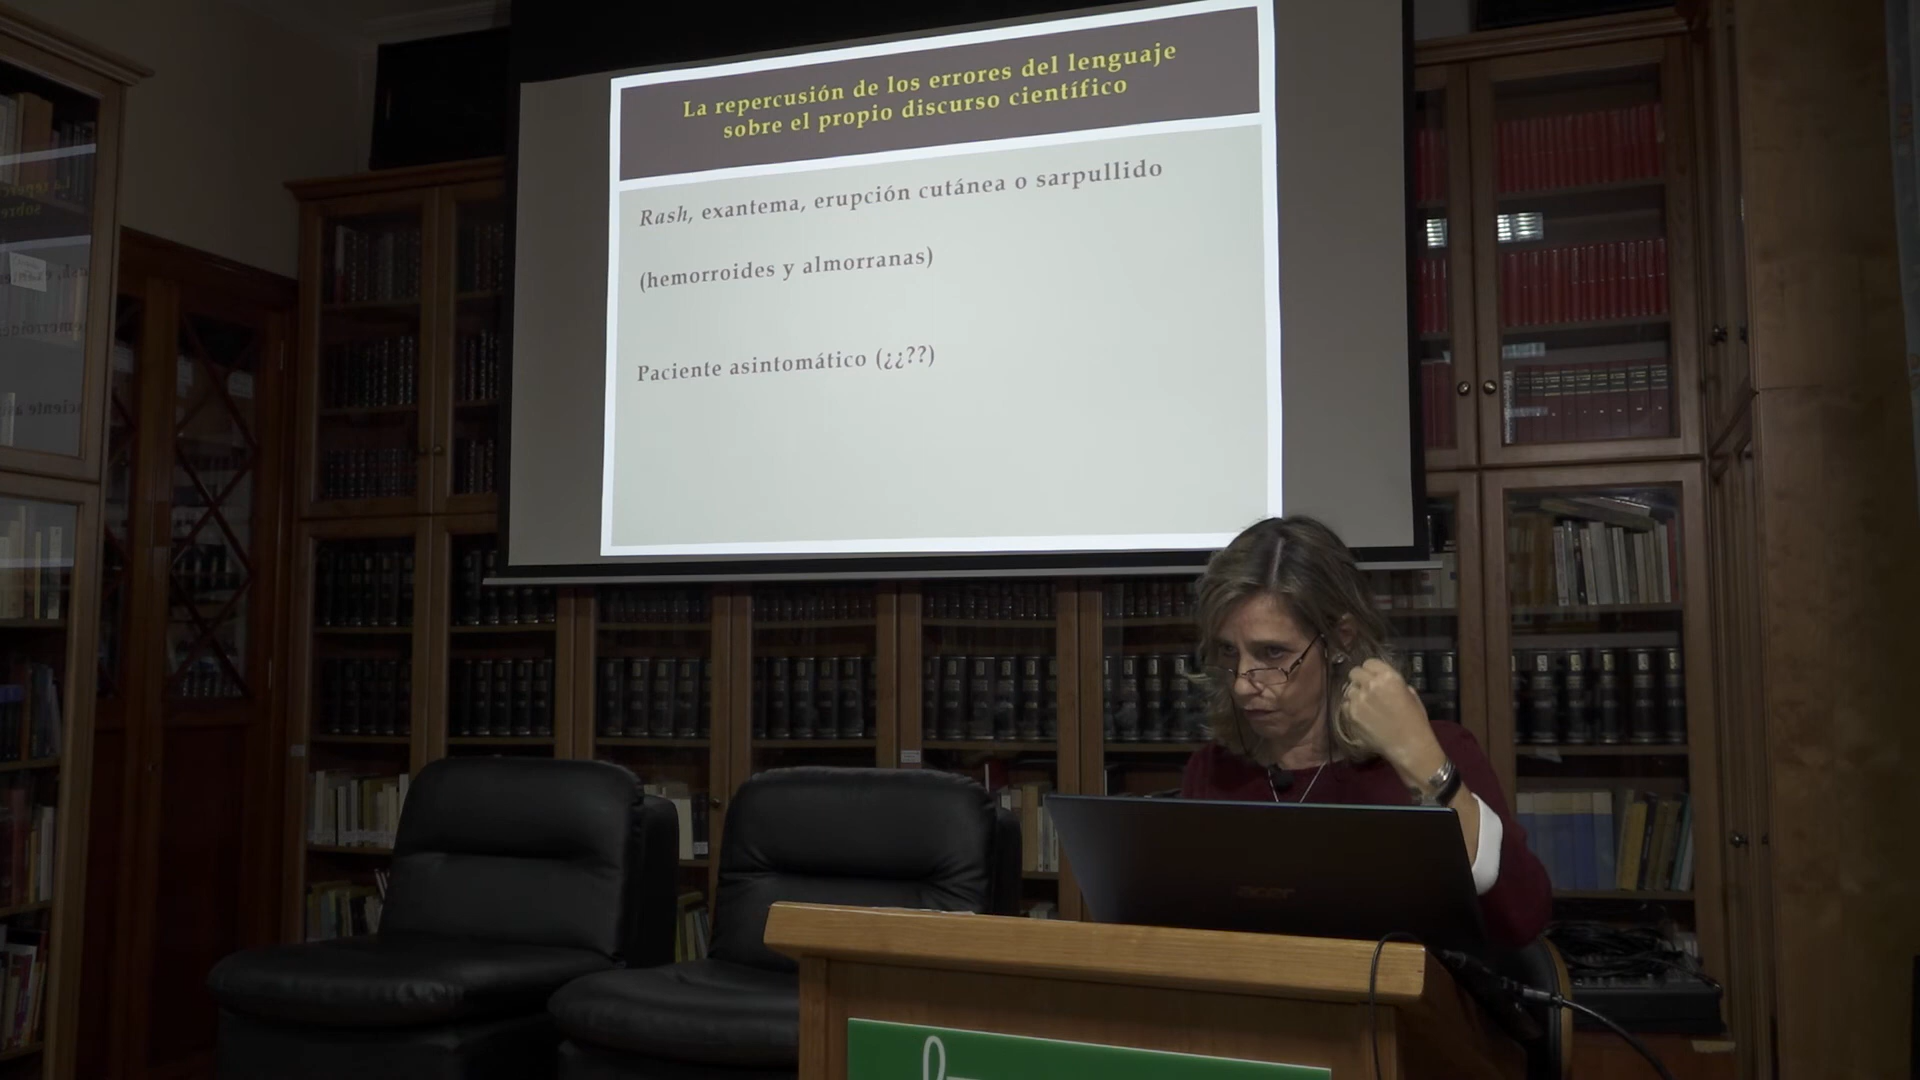 La repercusión de los errores del lenguaje
sobre el propio discurso científico
Rash, exantema, erupción cutánea o sarpullido
(hemorroides y almorranas)
Paciente asintomático (¿¿??)
acer